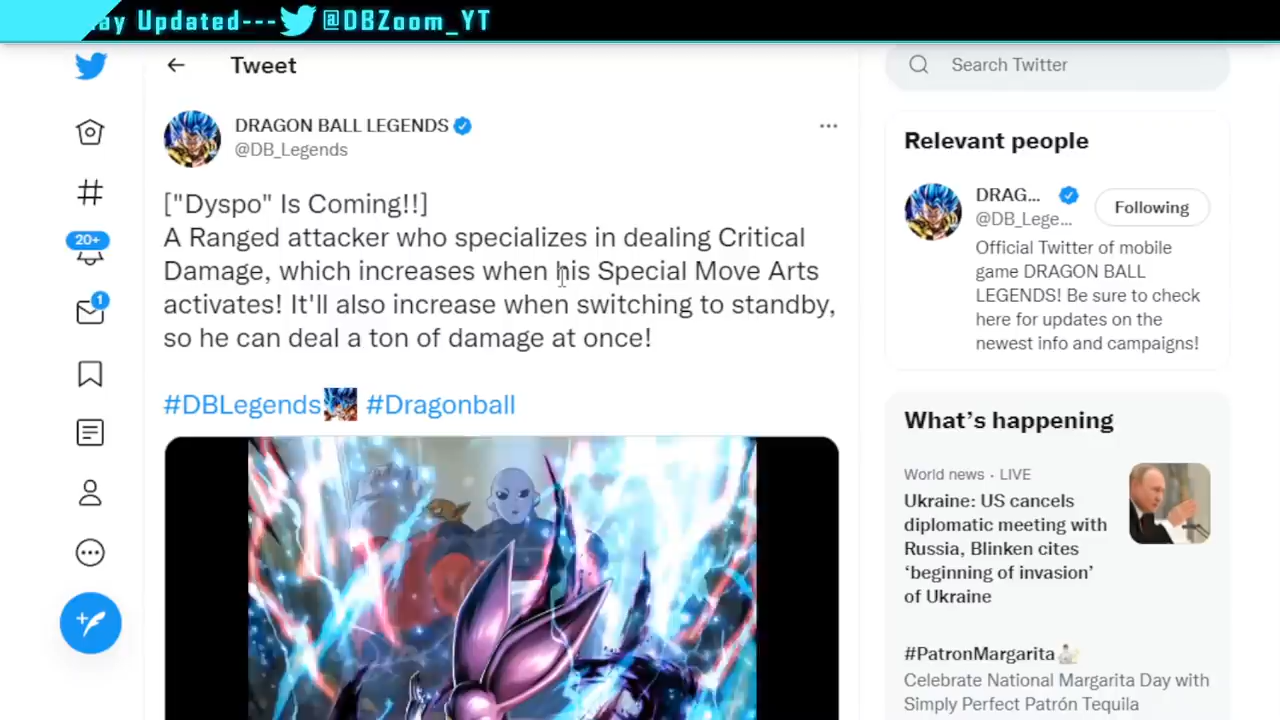 ay Updated---@DBZoom_YT
Tweet
DRAGON BALL LEGENDS
@DB_Legends
["Dyspo" Is Coming!!]
A Ranged attacker who specializes in dealing Critical
Damage, which increases when his Special Move Arts
activates! It'll also increase when switching to standby,
so he can deal a ton of damage at once!
#DBLegends #Dragonball
20+
1
Search Twitter
Relevant people
DRAG...
@DB_Lege...
Following
Official Twitter of mobile
game DRAGON BALL
LEGENDS! Be sure to check
here for updates on the
newest info and campaigns!
What's happening
World news · LIVE
Ukraine: US cancels
diplomatic meeting with
Russia, Blinken cites
'beginning of invasion'
of Ukraine
#PatronMargarita
Celebrate National Margarita Day with
Simply Perfect Patrón Tequila